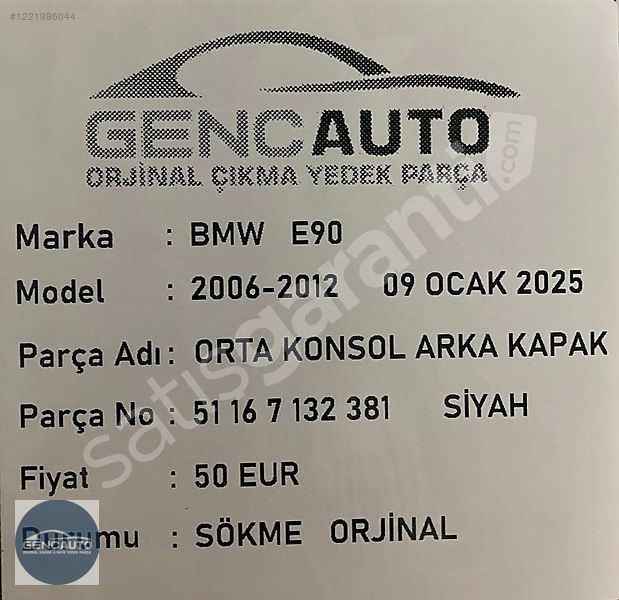 #1221986044
GENCAUTO
ORJİNAL ÇIKMA YEDEK PARÇA
Marka : BMW E90
Model : 2006-2012 09 OCAK 2025
Parça Adı : ORTA KONSOL ARKA KAPAK
Parça No : 51 16 7 132 381 SİYAH
Fiyat : 50 EUR
Durumu : SÖKME ORJİNAL
satışgaranti.com
GENCAUTO